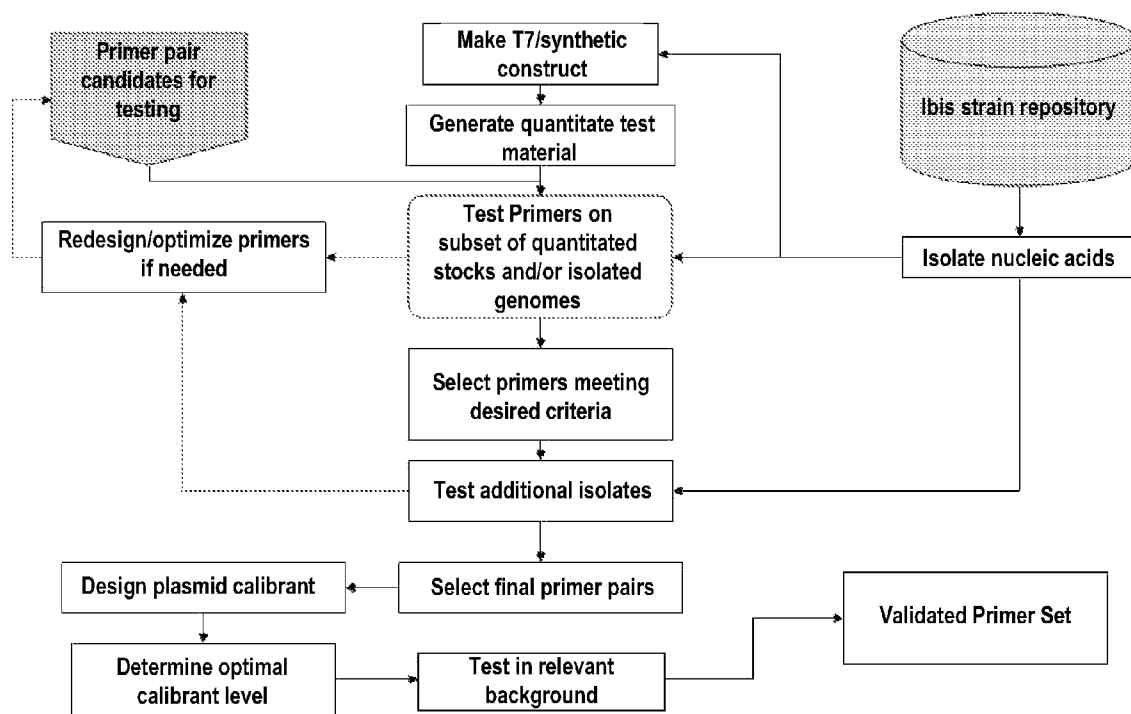 Primer pair
candidates for
testing
Make T7/synthetic
construct
Ibis strain repository
Generate quantitate test
material
Redesign/optimize primers
if needed
Test Primers on
subset of quantitated
stocks and/or isolated
genomes
Isolate nucleic acids
Select primers meeting
desired criteria
Test additional isolates
Design plasmid calibrant
Select final primer pairs
Validated Primer Set
Determine optimal
calibrant level
Test in relevant
background